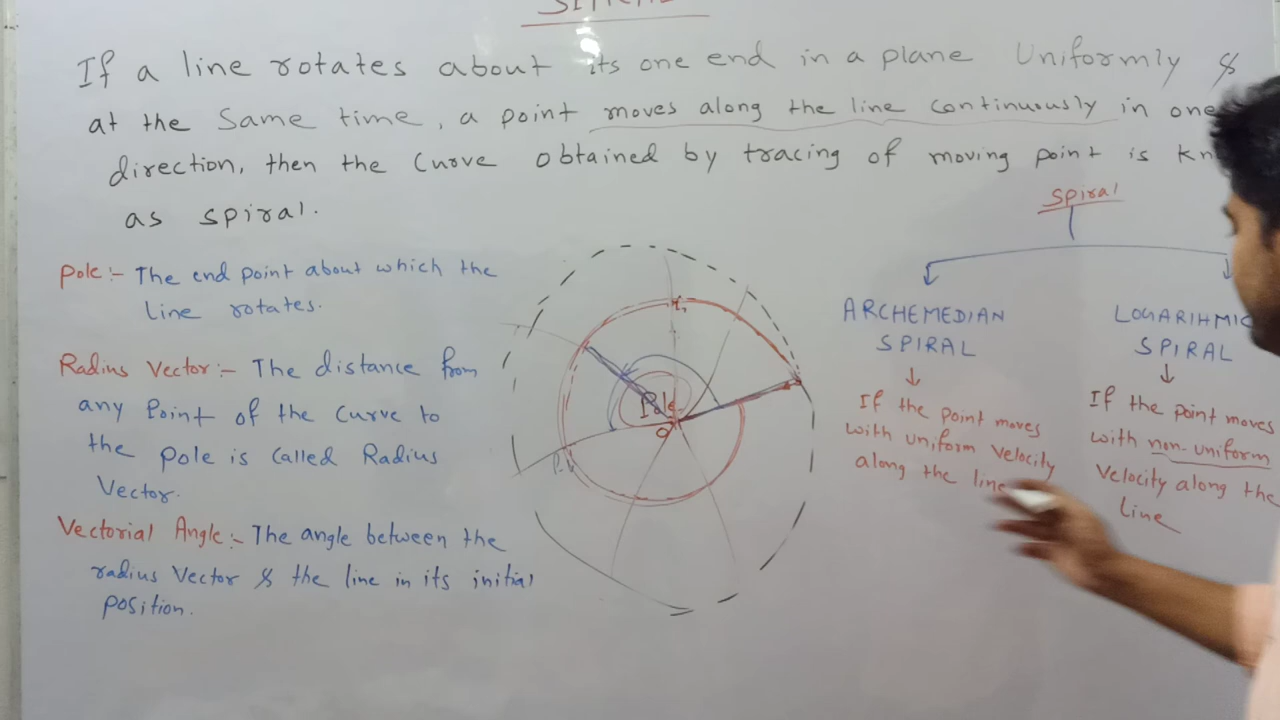 If a line rotates about its one end in a plane Uniformly &
at the Same time, a point moves along the line continuously in one
direction, then the Curve obtained by tracing of moving point is
as spiral.
Spiral
Pole:- The end point about which the
line rotates.
Radius Vector:- The distance from
any Point of the Curve to
the Pole is Called Radius
Vector.
Vectorial Angle:- The angle between the
radius Vector & the line in its initial
position.
Pole
O
ARCHEMEDIAN
SPIRAL
If the point moves
with uniform velocity
along the line
LOGARIHMIC
SPIRAL
If the point moves
with non-uniform
Velocity along the
line